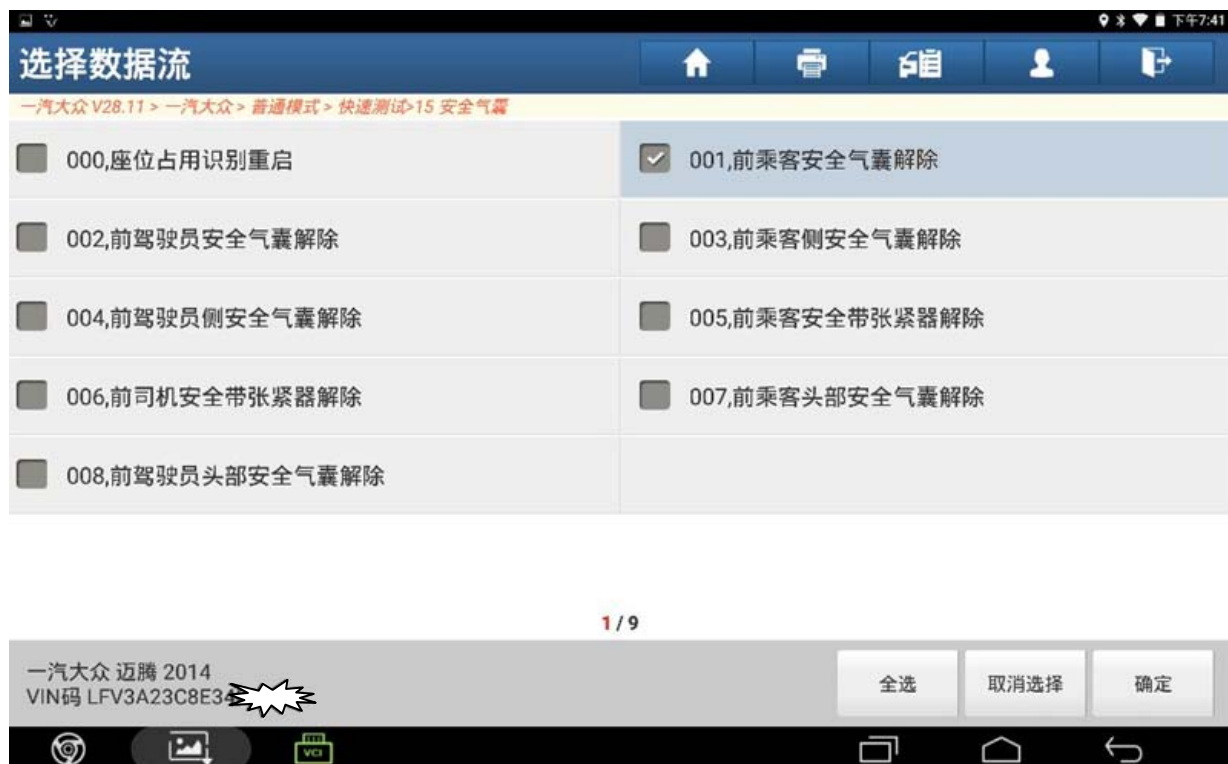 下午7:41
选择数据流
一汽大众 V28.11 > 一汽大众 > 普通模式 > 快速测试>15 安全气囊
000,座位占用识别重启
001,前乘客安全气囊解除
002,前驾驶员安全气囊解除
003,前乘客侧安全气囊解除
004,前驾驶员侧安全气囊解除
005,前乘客安全带张紧器解除
006,前司机安全带张紧器解除
007,前乘客头部安全气囊解除
008,前驾驶员头部安全气囊解除
1 / 9
一汽大众 迈腾 2014
VIN码 LFV3A23C8E34
全选
取消选择
确定
VCI